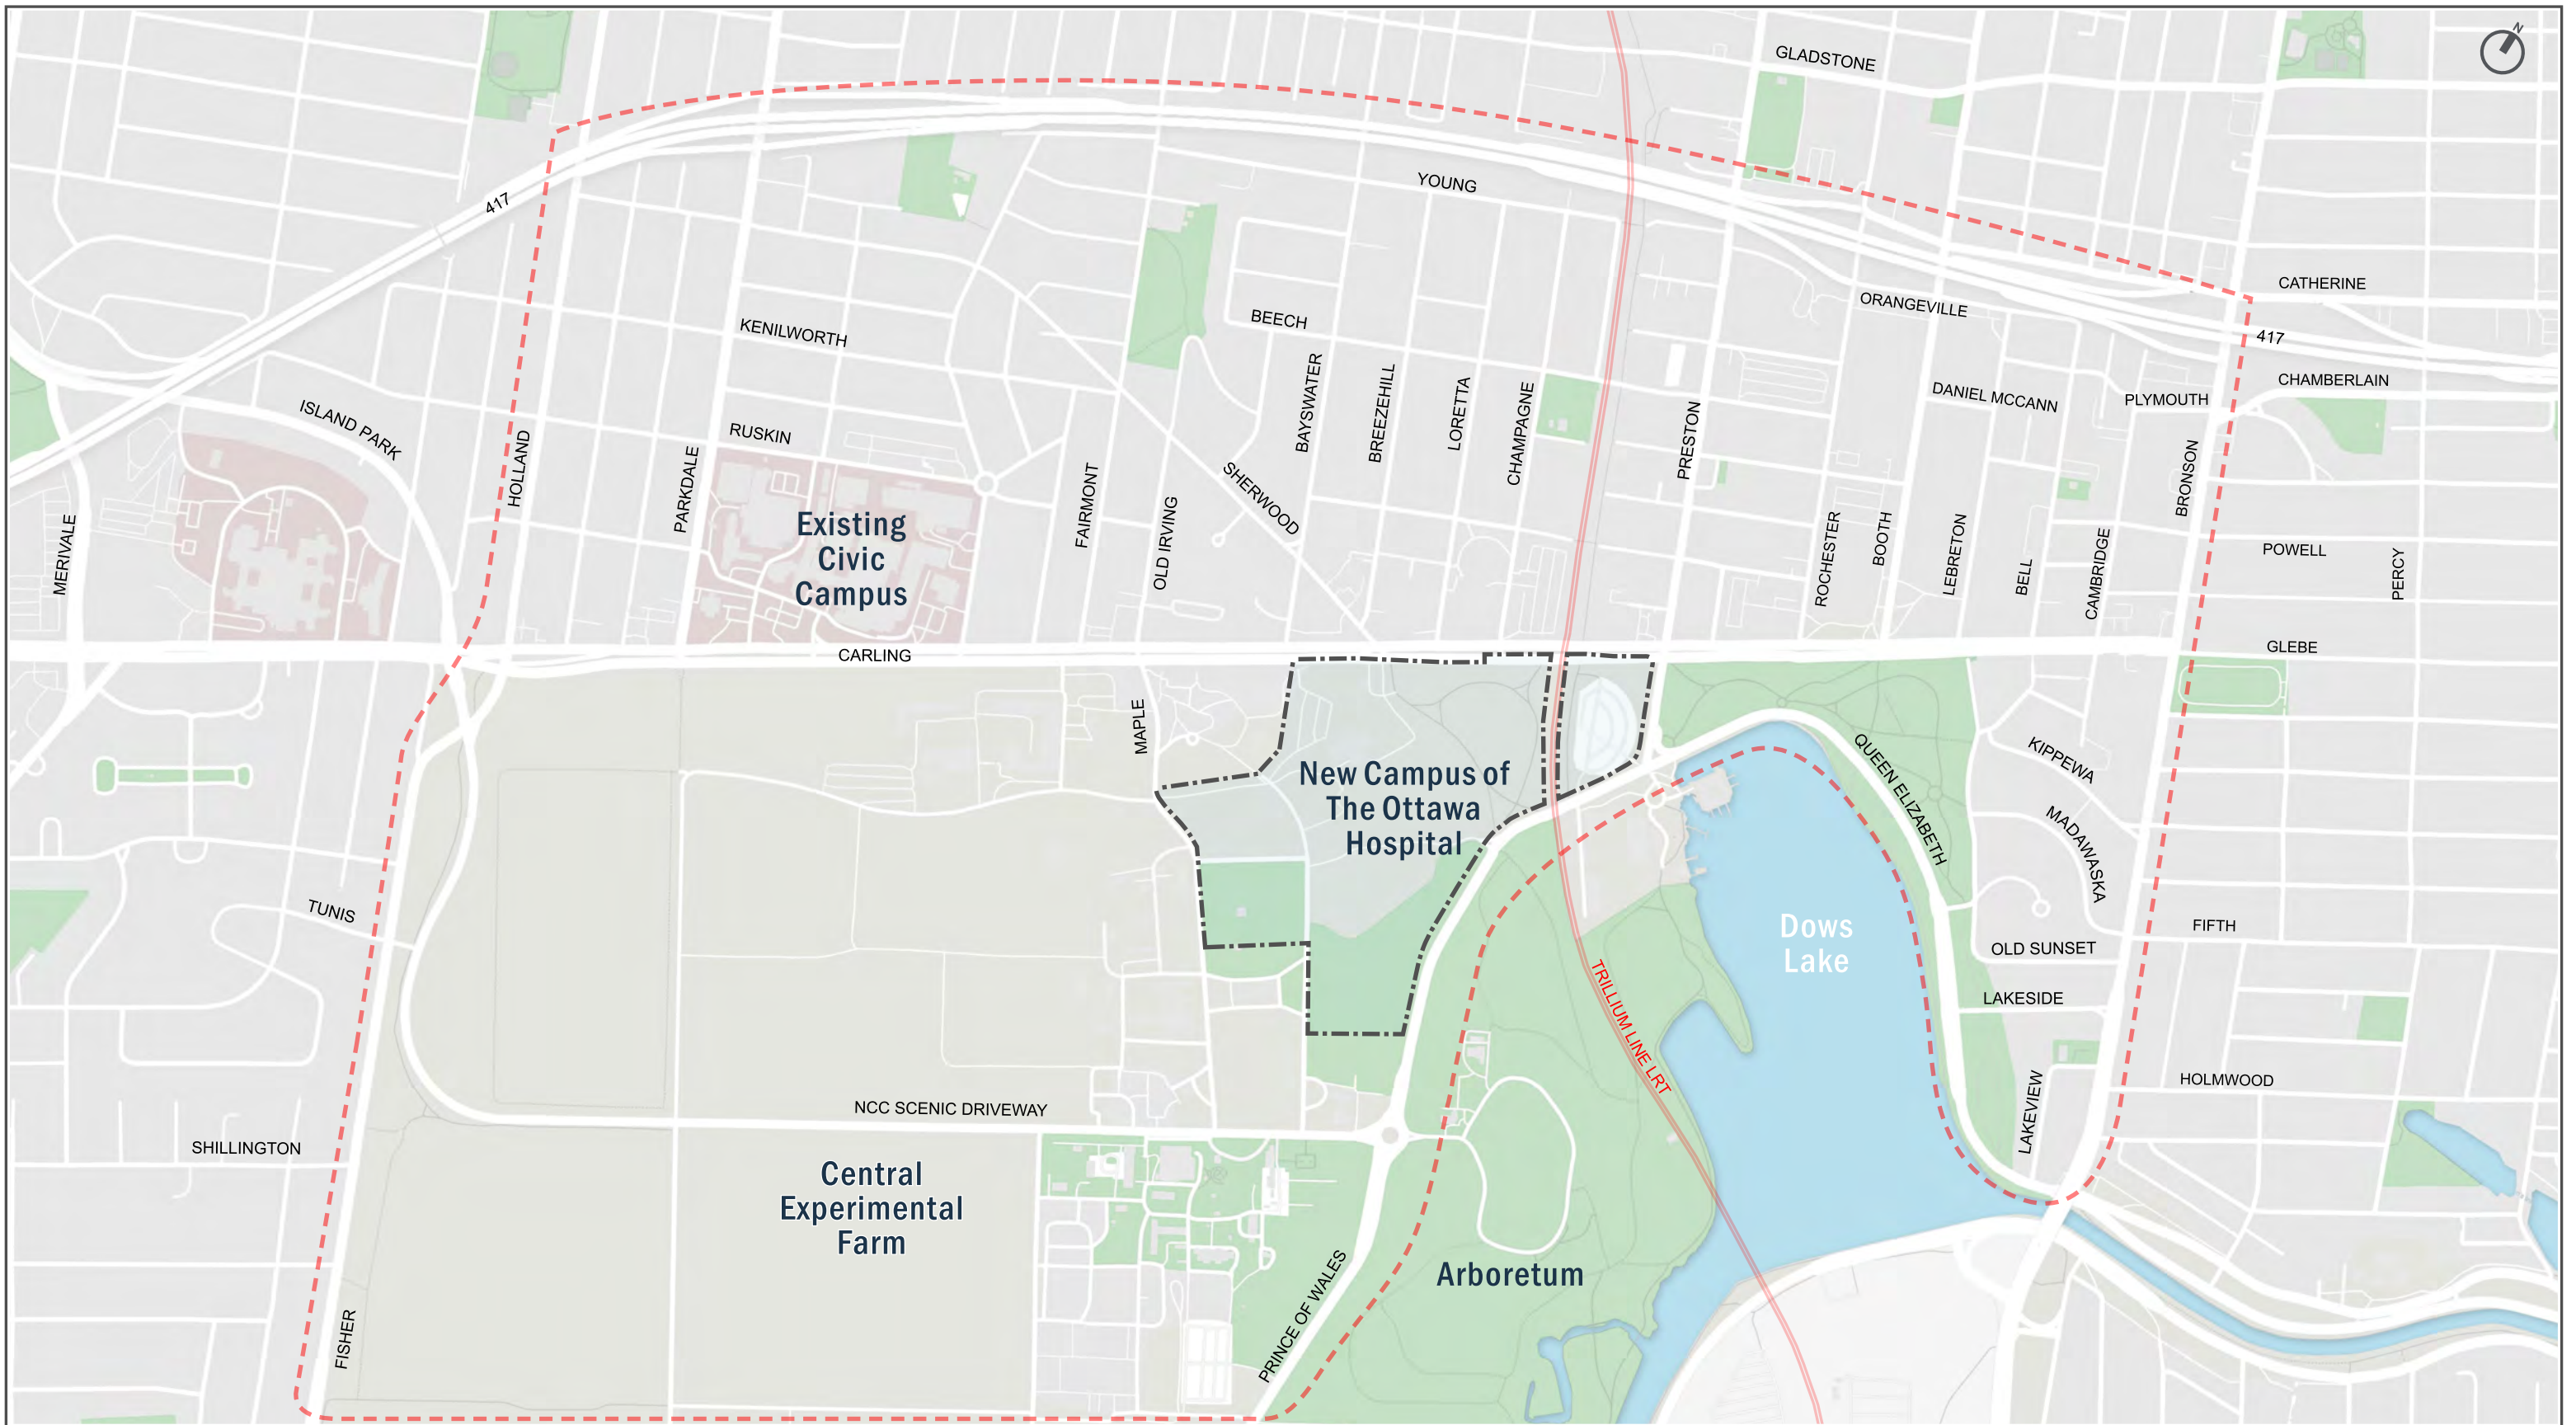 N
GLADSTONE
417
YOUNG
CATHERINE
ORANGEVILLE
BEECH
KENILWORTH
417
CHAMBERLAIN
DANIEL MCCANN
PLYMOUTH
ISLAND PARK
RUSKIN
HOLLAND
PARKDALE
BAYSWATER
BREEZEHILL
LORETTA
CHAMPAGNE
PRESTON
BRONSON
MERIVALE
Existing
Civic
Campus
FAIRMONT
OLD IRVING
SHERWOOD
ROCHESTER
BOOTH
LEBRETON
BELL
CAMBRIDGE
POWELL
PERCY
CARLING
GLEBE
MAPLE
New Campus of
The Ottawa
Hospital
QUEEN ELIZABETH
KIPPEWA
MADAWASKA
TUNIS
Dows
Lake
FIFTH
OLD SUNSET
LAKESIDE
TRILLIUM LINE LRT
NCC SCENIC DRIVEWAY
HOLMWOOD
LAKEVIEW
SHILLINGTON
Central
Experimental
Farm
Arboretum
PRINCE OF WALES
FISHER